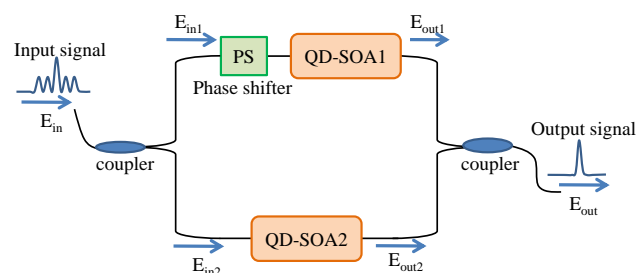 E_in1
E_out1
Input signal
PS
QD-SOA1
Phase shifter
E_in
coupler
Output signal
coupler
E_out
QD-SOA2
E_in2
E_out2